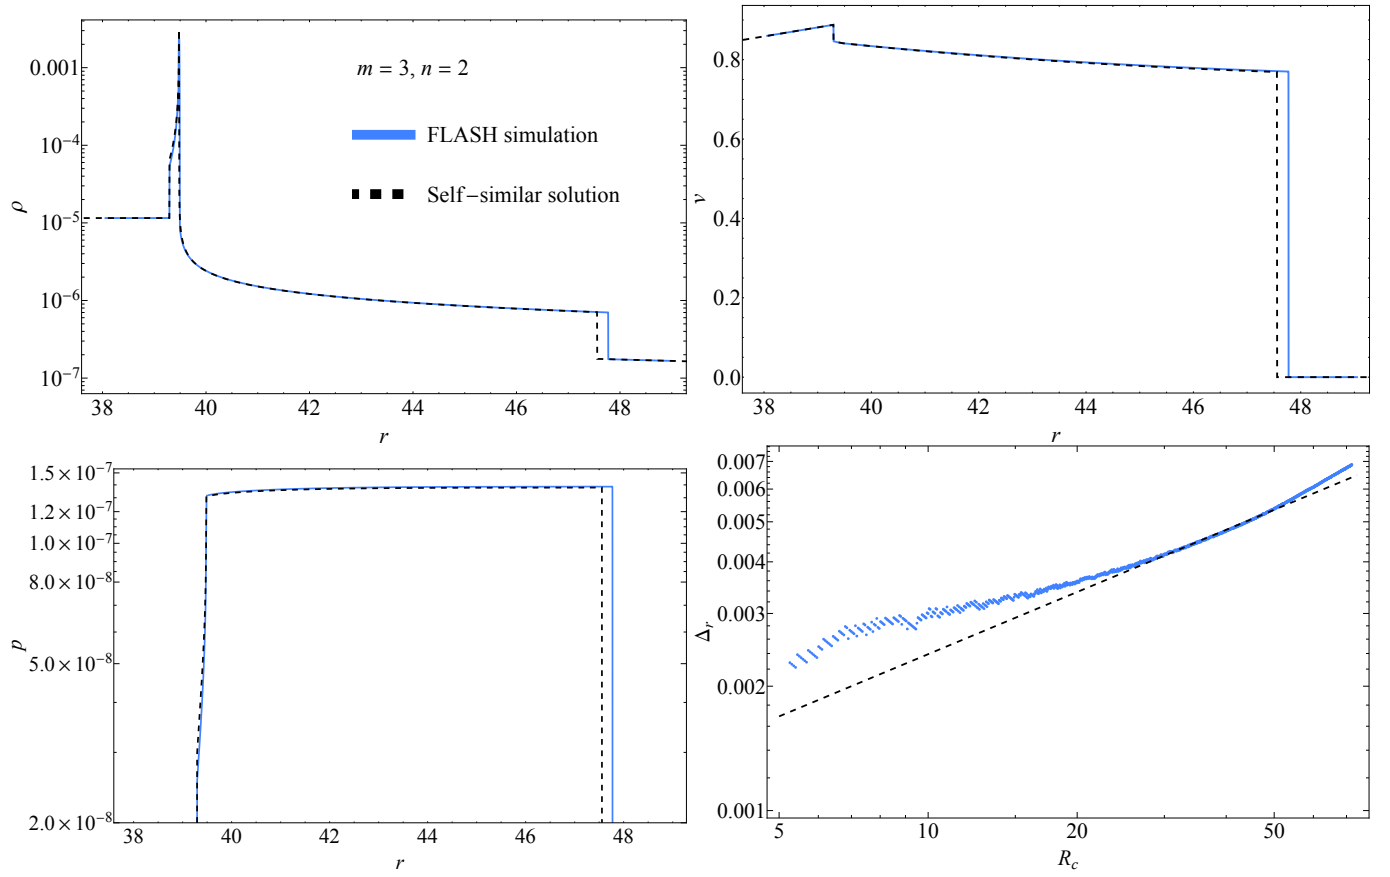 m = 3, n = 2
FLASH simulation
Self-similar solution
ρ
0.001
10⁻⁴
10⁻⁵
10⁻⁶
10⁻⁷
38 40 42 44 46 48
r
v
0.8
0.6
0.4
0.2
0.0
38 40 42 44 46 48
r
p
1.5×10⁻⁷
1.2×10⁻⁷
1.0×10⁻⁷
8.0×10⁻⁸
5.0×10⁻⁸
2.0×10⁻⁸
38 40 42 44 46 48
r
Δr
0.007
0.006
0.005
0.004
0.003
0.002
0.001
5 10 20 50
Rc